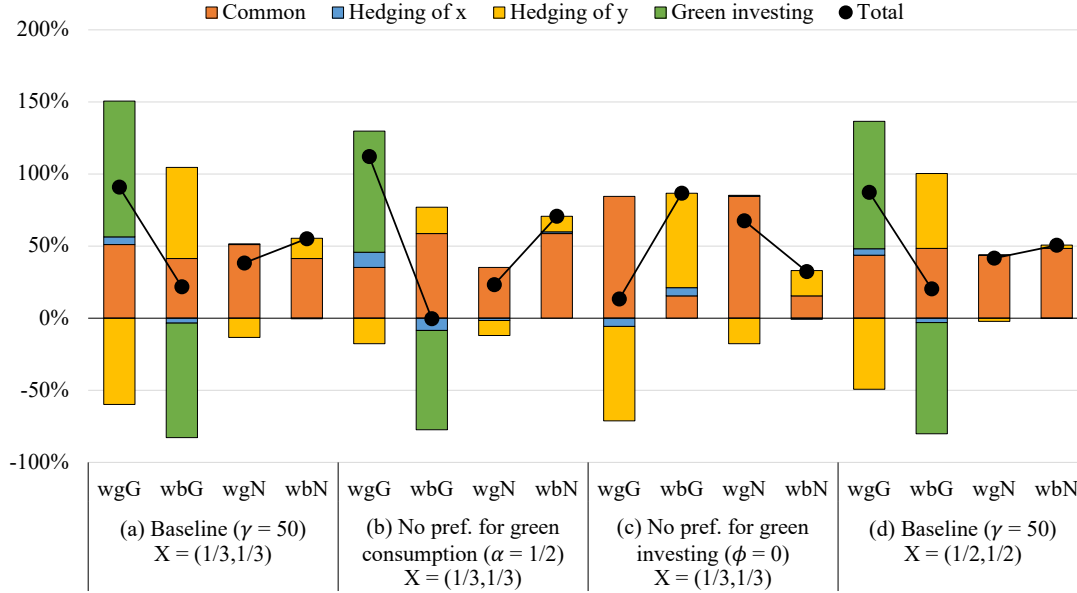 Common Hedging of x Hedging of y Green investing Total
200%
150%
100%
50%
0%
-50%
-100%
wgG wbG wgN wbN wgG wbG wgN wbN wgG wbG wgN wbN wgG wbG wgN wbN
(a) Baseline (γ = 50)
X = (1/3,1/3)
(b) No pref. for green
consumption (α = 1/2)
X = (1/3,1/3)
(c) No pref. for green
investing (ϕ = 0)
X = (1/3,1/3)
(d) Baseline (γ = 50)
X = (1/2,1/2)